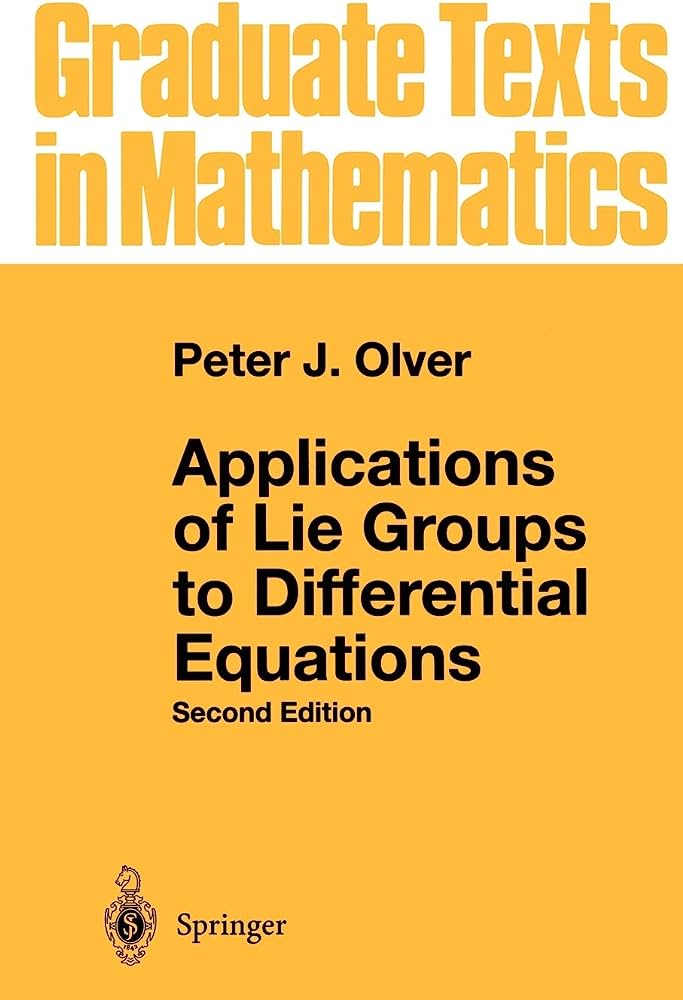 Graduate Texts
in Mathematics
Peter J. Olver
Applications
of Lie Groups
to Differential
Equations
Second Edition
Springer